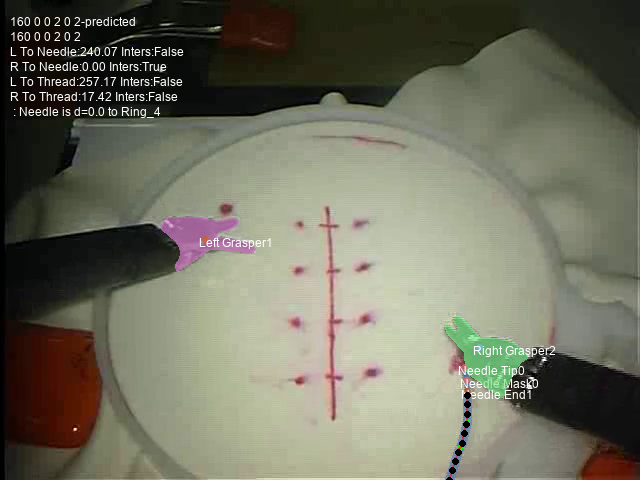 160 0 0 2 0 2-predicted
160 0 0 2 0 2
L To Needle:240.07 Inters:False
R To Needle:0.00 Inters:True
L To Thread:257.17 Inters:False
R To Thread:17.42 Inters:False
: Needle is d=0.0 to Ring_4
Left Grasper1
Right Grasper2
Needle Tip0
Needle Mask0
Needle End1